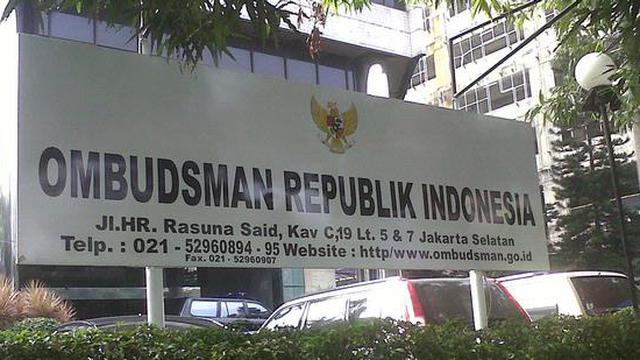 OMBUDSMAN REPUBLIK INDONESIA
Jl.HR. Rasuna Said, Kav C,19 Lt. 5 & 7 Jakarta Selatan
Telp. : 021 - 52960894 - 95 Website : http/www.ombudsman.go.id
Fax. 021 - 52960907